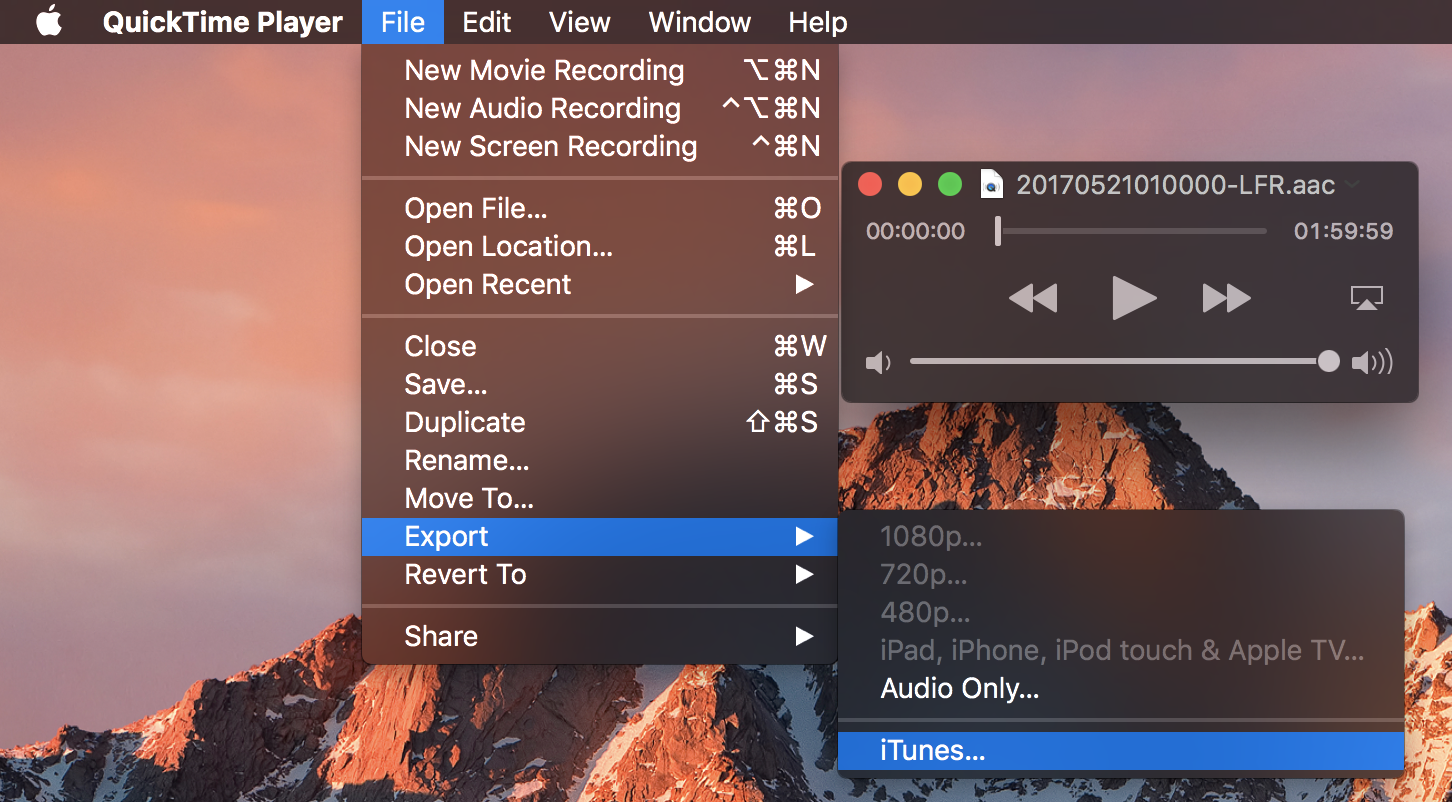 QuickTime Player File Edit View Window Help
New Movie Recording ⌥⌘N
New Audio Recording ^⌥⌘N
New Screen Recording ^⌘N
Open File... ⌘O
Open Location... ⌘L
Open Recent ▶
Close ⌘W
Save... ⌘S
Duplicate ⇧⌘S
Rename...
Move To...
Export ▶
Revert To ▶
Share ▶
20170521010000-LFR.aac
00:00:00 01:59:59
1080p...
720p...
480p...
iPad, iPhone, iPod touch & Apple TV...
Audio Only...
iTunes...